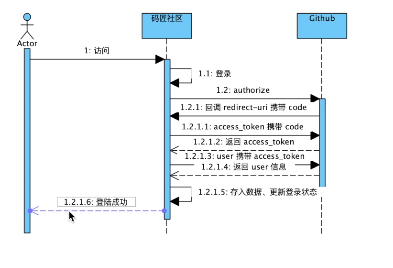 码匠社区
Github
Actor
1: 访问
1.1: 登录
1.2: authorize
1.2.1: 回调 redirect-uri 携带 code
1.2.1.1: access_token 携带 code
1.2.1.2: 返回 access_token
1.2.1.3: user 携带 access_token
1.2.1.4: 返回 user 信息
1.2.1.5: 存入数据、更新登录状态
1.2.1.6: 登陆成功